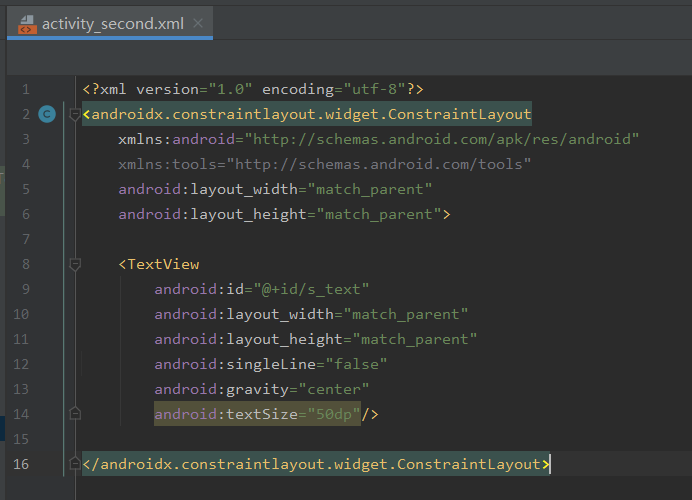 activity_second.xml
1 <?xml version="1.0" encoding="utf-8"?>
2 <androidx.constraintlayout.widget.ConstraintLayout
3 xmlns:android="http://schemas.android.com/apk/res/android"
4 xmlns:tools="http://schemas.android.com/tools"
5 android:layout_width="match_parent"
6 android:layout_height="match_parent">
7
8 <TextView
9 android:id="@+id/s_text"
10 android:layout_width="match_parent"
11 android:layout_height="match_parent"
12 android:singleLine="false"
13 android:gravity="center"
14 android:textSize="50dp"/>
15
16 </androidx.constraintlayout.widget.ConstraintLayout>